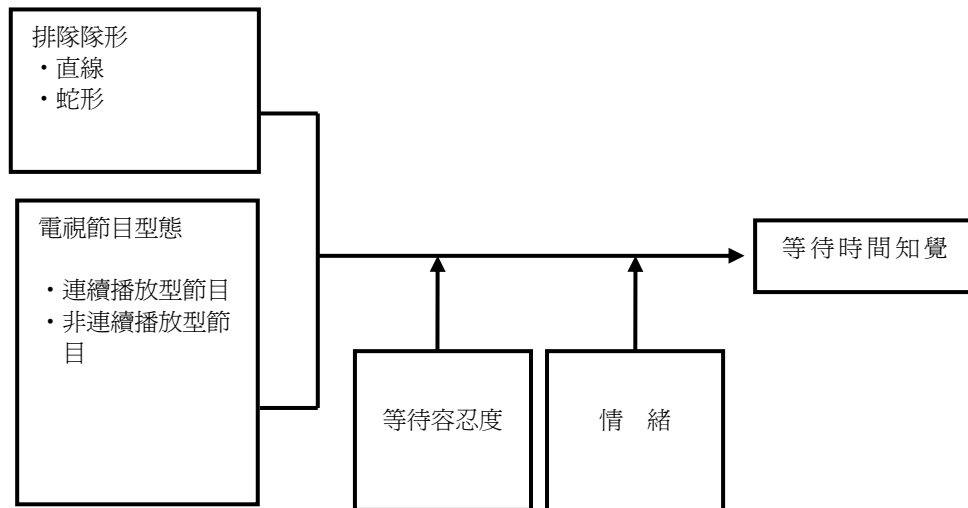 排隊隊形
・直線
・蛇形
電視節目型態
・連續播放型節目
・非連續播放型節
目
等待時間知覺
等待容忍度
情　緒